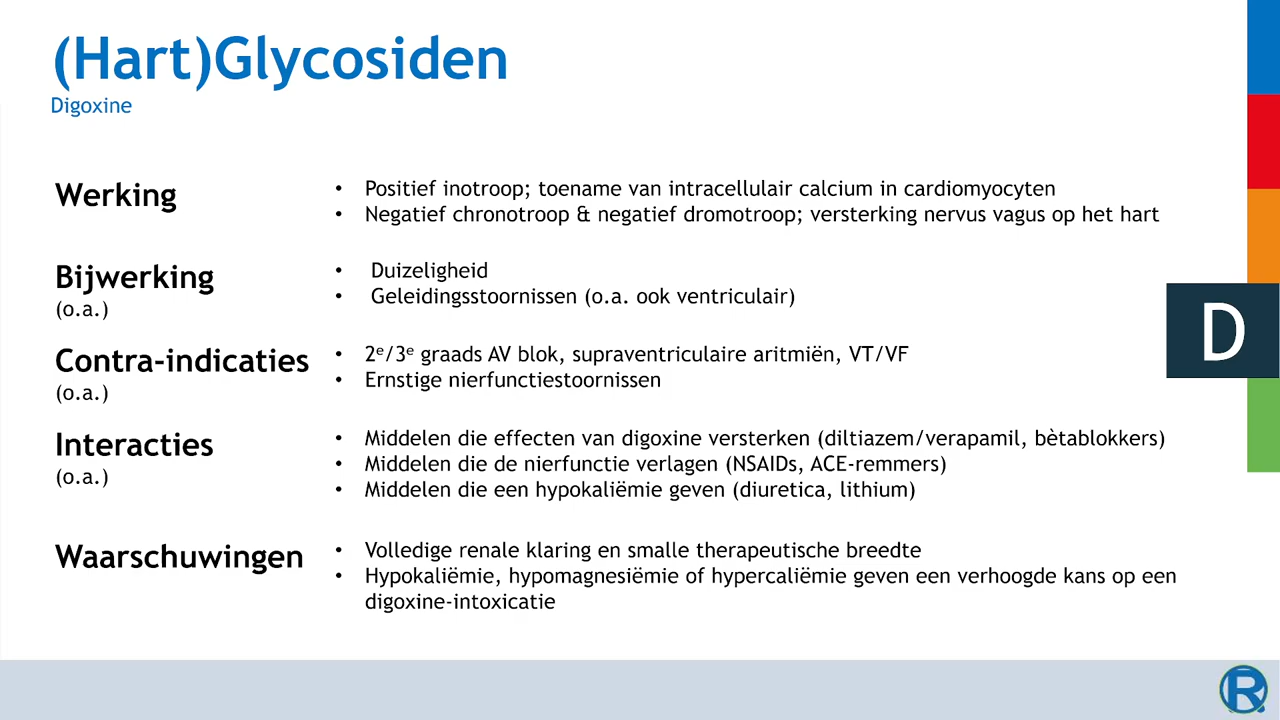 (Hart)Glycosiden
Digoxine
Werking
• Positief inotroop; toename van intracellulair calcium in cardiomyocyten
• Negatief chronotroop & negatief dromotroop; versterking nervus vagus op het hart
Bijwerking
(o.a.)
• Duizeligheid
• Geleidingsstoornissen (o.a. ook ventriculair)
Contra-indicaties
(o.a.)
• 2ᵉ/3ᵉ graads AV blok, supraventriculaire aritmiën, VT/VF
• Ernstige nierfunctiestoornissen
D
Interacties
(o.a.)
• Middelen die effecten van digoxine versterken (diltiazem/verapamil, bètablokkers)
• Middelen die de nierfunctie verlagen (NSAIDs, ACE-remmers)
• Middelen die een hypokaliëmie geven (diuretica, lithium)
Waarschuwingen
• Volledige renale klaring en smalle therapeutische breedte
• Hypokaliëmie, hypomagnesiëmie of hypercaliëmie geven een verhoogde kans op een
digoxine-intoxicatie
R